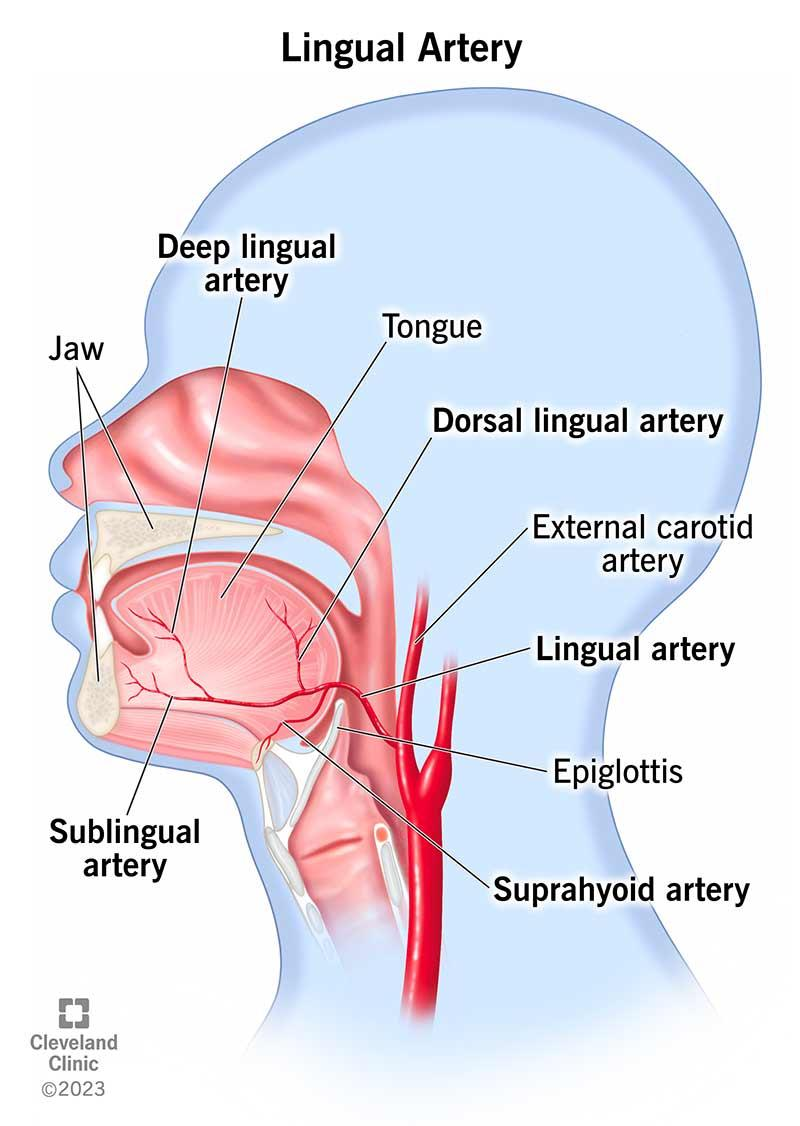 Lingual Artery
Deep lingual
artery
Tongue
Jaw
Dorsal lingual artery
External carotid
artery
Lingual artery
Epiglottis
Sublingual
artery
Suprahyoid artery
Cleveland
Clinic
©2023